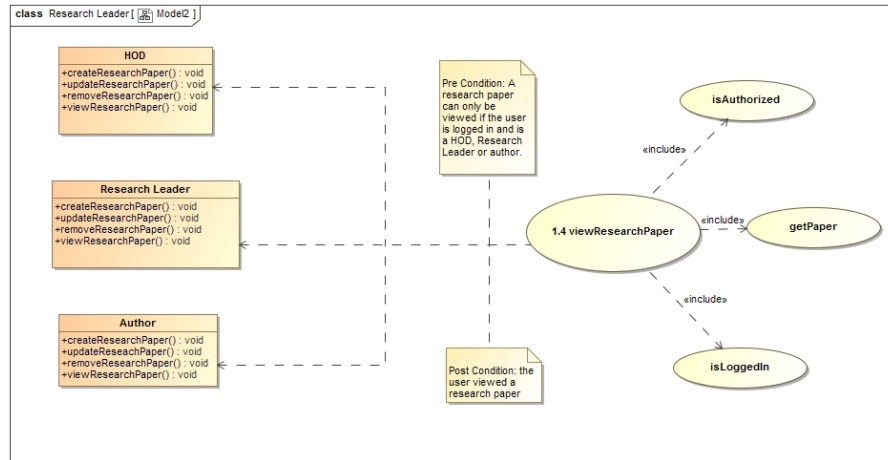 class Research Leader [ Model2 ]
HOD
+createResearchPaper() : void
+updateResearchPaper() : void
+removeResearchPaper() : void
+viewResearchPaper() : void
Research Leader
+createResearchPaper() : void
+updateResearchPaper() : void
+removeResearchPaper() : void
+viewResearchPaper() : void
Author
+createResearchPaper() : void
+updateResearchPaper() : void
+removeResearchPaper() : void
+viewResearchPaper() : void
Pre Condition: A
research paper
can only be
viewed if the user
is logged in and is
a HOD, Research
Leader or author.
Post Condition: the
user viewed a
research paper
1.4 viewResearchPaper
«include»
isAuthorized
«include»
getPaper
«include»
isLoggedIn